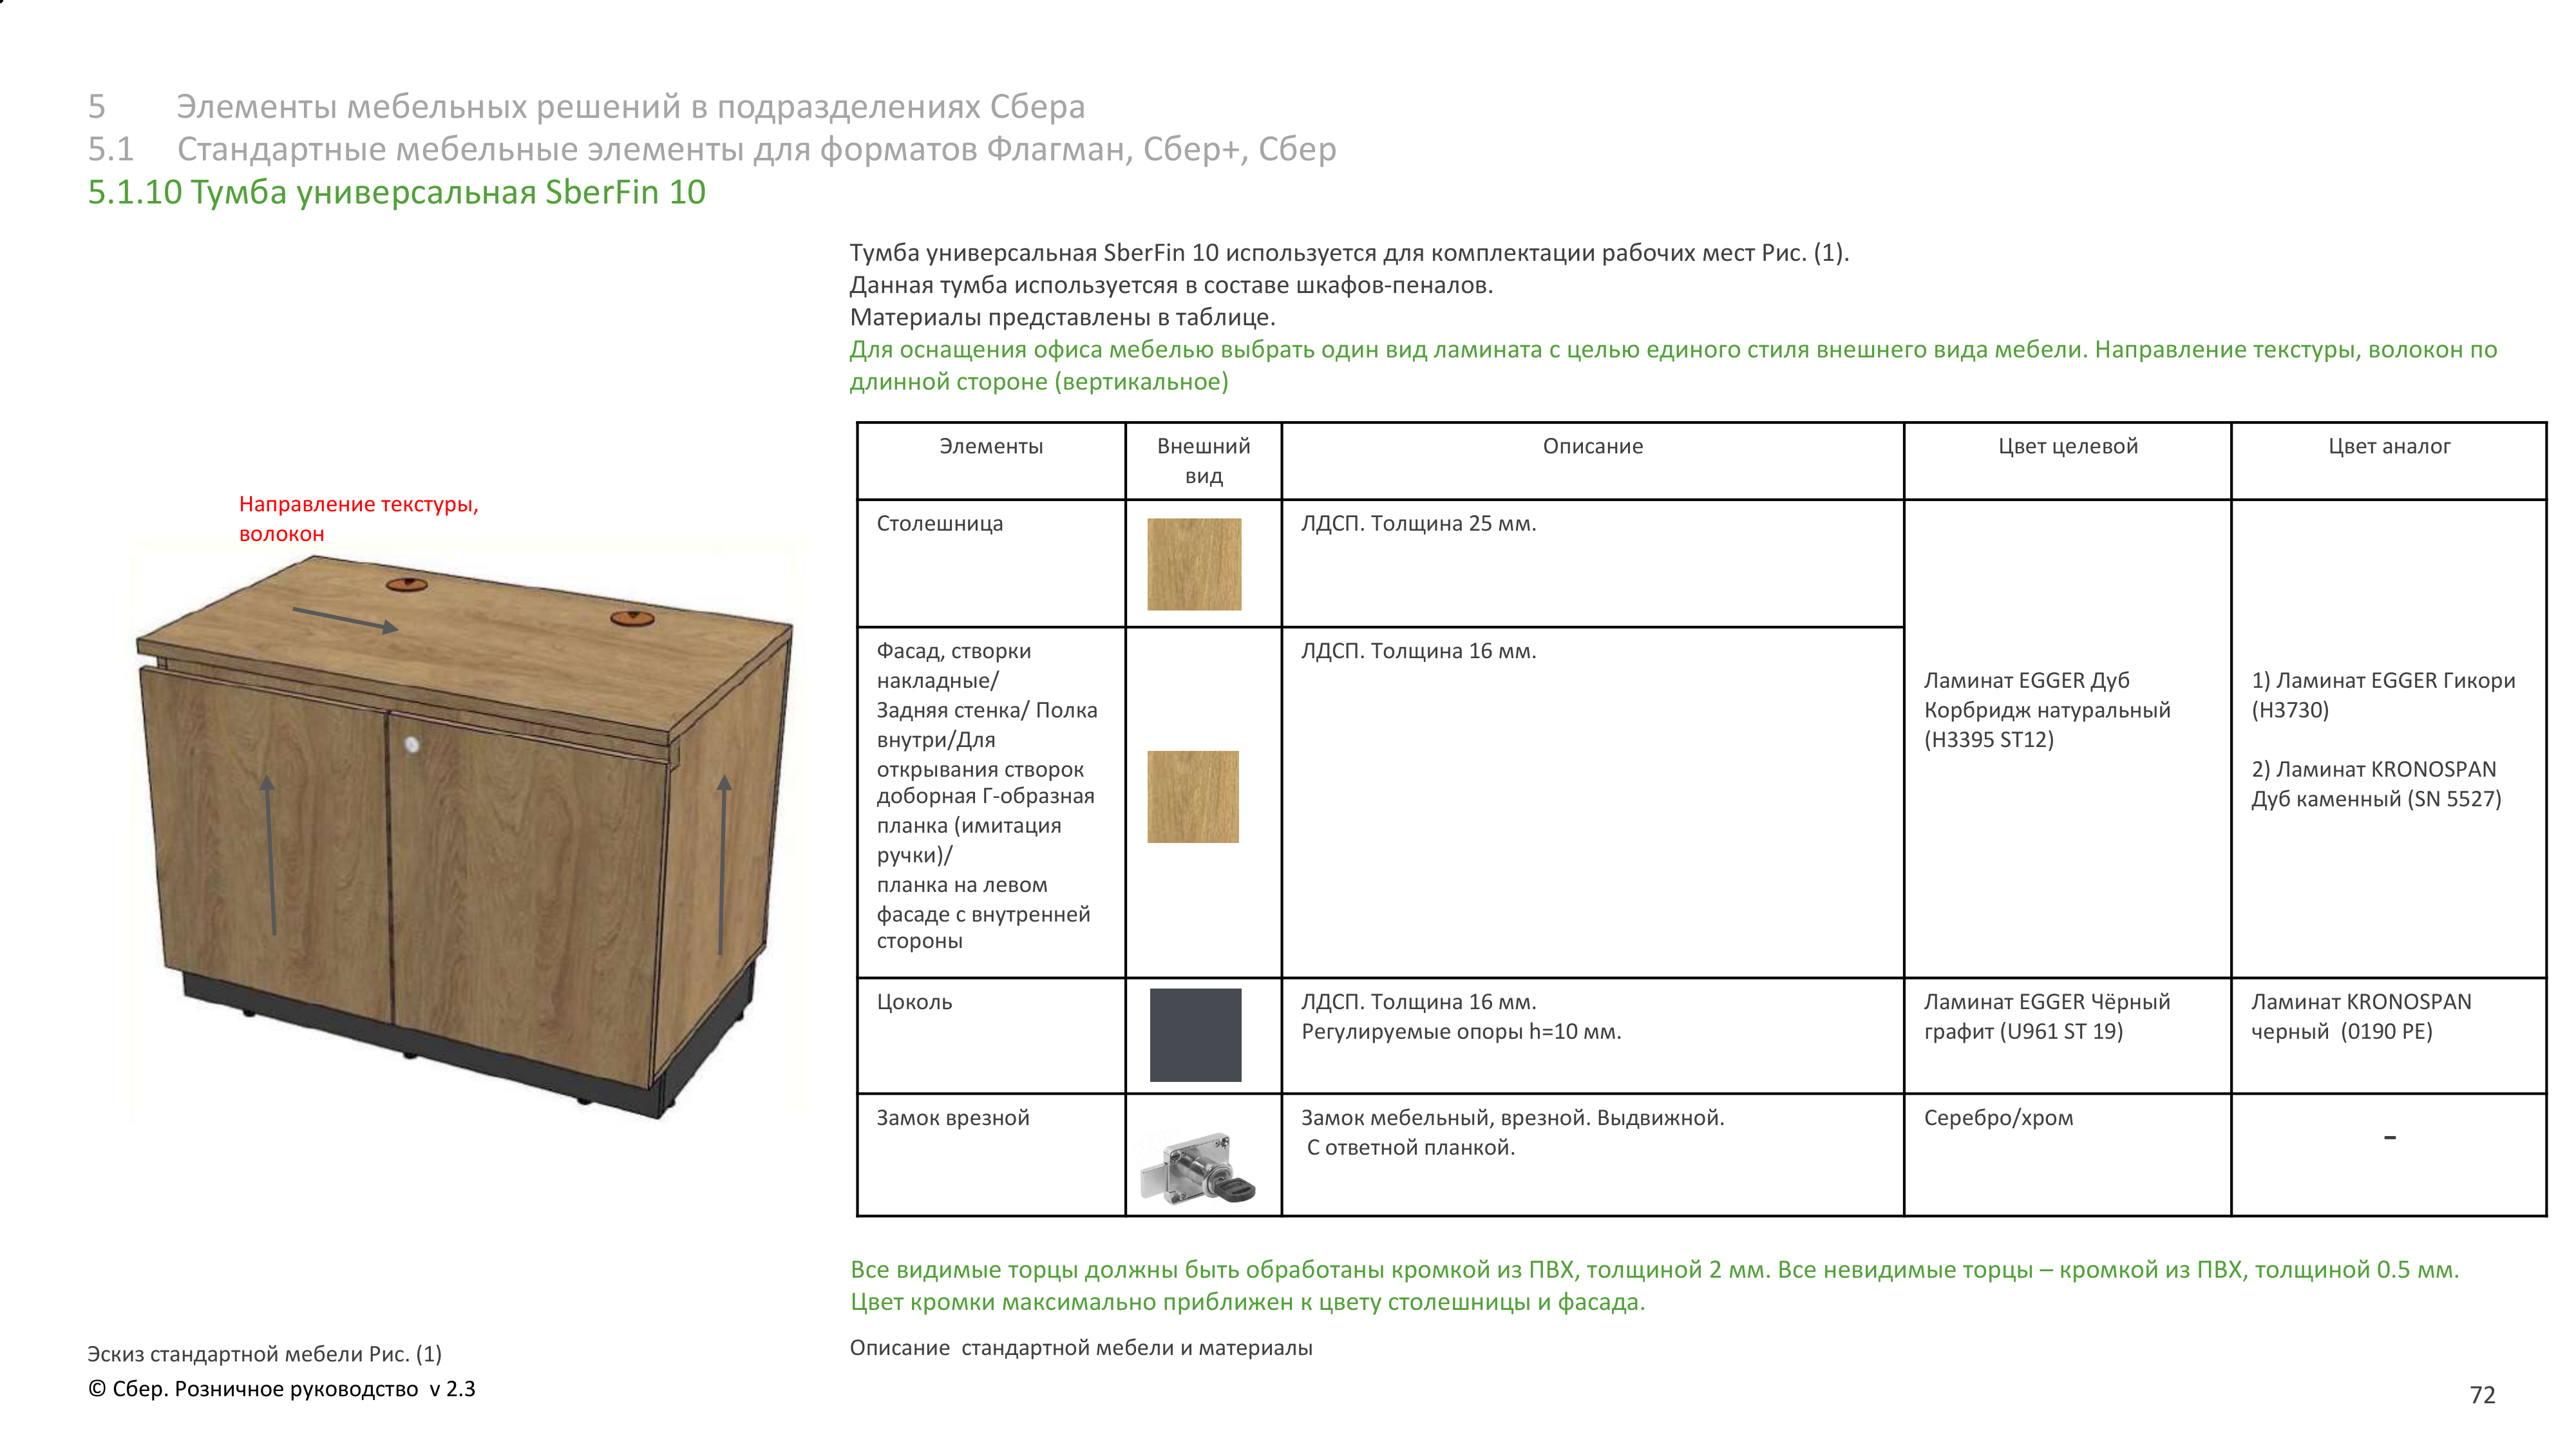 5 Элементы мебельных решений в подразделениях Сбера
5.1 Стандартные мебельные элементы для форматов Флагман, Сбер+, Сбер
5.1.10 Тумба универсальная SberFin 10
Тумба универсальная SberFin 10 используется для комплектации рабочих мест Рис. (1).
Данная тумба используетсяя в составе шкафов-пеналов.
Материалы представлены в таблице.
Для оснащения офиса мебелью выбрать один вид ламината с целью единого стиля внешнего вида мебели. Направление текстуры, волокон по
длинной стороне (вертикальное)
Направление текстуры,
волокон
Элементы
Внешний
вид
Описание
Цвет целевой
Цвет аналог
Столешница
ЛДСП. Толщина 25 мм.
Фасад, створки
накладные/
Задняя стенка/ Полка
внутри/Для
открывания створок
доборная Г-образная
планка (имитация
ручки)/
планка на левом
фасаде с внутренней
стороны
ЛДСП. Толщина 16 мм.
Ламинат EGGER Дуб
Корбридж натуральный
(H3395 ST12)
1) Ламинат EGGER Гикори
(H3730)
2) Ламинат KRONOSPAN
Дуб каменный (SN 5527)
Цоколь
ЛДСП. Толщина 16 мм.
Регулируемые опоры h=10 мм.
Ламинат EGGER Чёрный
графит (U961 ST 19)
Ламинат KRONOSPAN
черный (0190 PE)
Замок врезной
Замок мебельный, врезной. Выдвижной.
С ответной планкой.
Серебро/хром
–
Все видимые торцы должны быть обработаны кромкой из ПВХ, толщиной 2 мм. Все невидимые торцы – кромкой из ПВХ, толщиной 0.5 мм.
Цвет кромки максимально приближен к цвету столешницы и фасада.
Описание стандартной мебели и материалы
Эскиз стандартной мебели Рис. (1)
© Сбер. Розничное руководство v 2.3
72